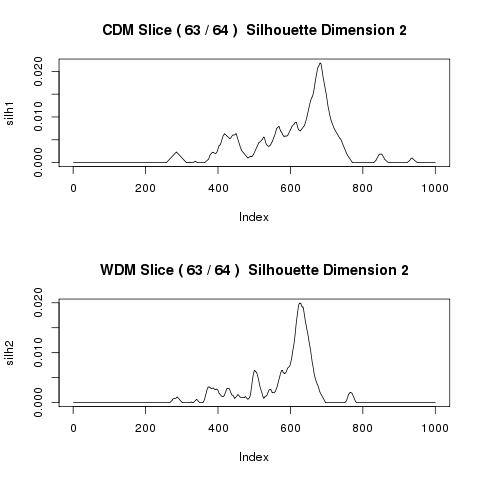 CDM Slice ( 63 / 64 )  Silhouette Dimension 2
silh1
0.020
0.010
0.000
0 200 400 600 800 1000
Index
WDM Slice ( 63 / 64 )  Silhouette Dimension 2
silh2
0.020
0.010
0.000
0 200 400 600 800 1000
Index